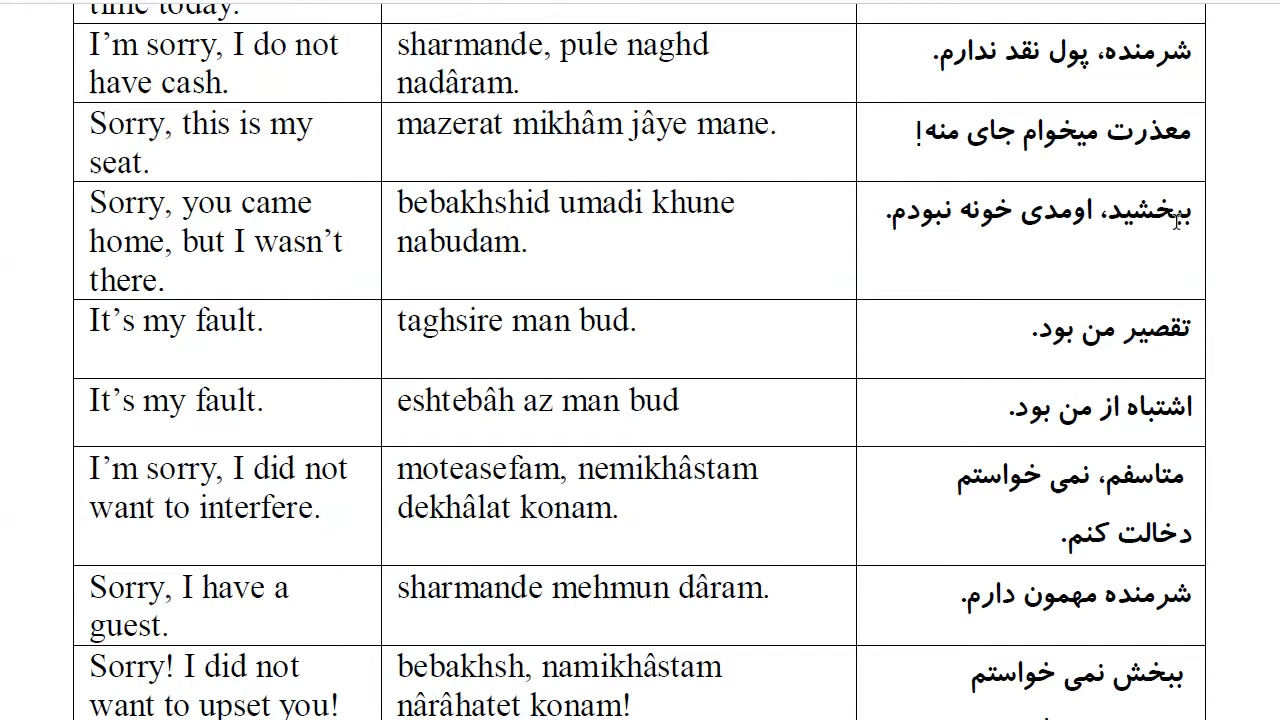 time today.
I’m sorry, I do not
have cash.
sharmande, pule naghd
nadâram.
شرمنده، پول نقد ندارم.
Sorry, this is my
seat.
mazerat mikhâm jâye mane.
معذرت میخوام جای منه!
Sorry, you came
home, but I wasn’t
there.
bebakhshid umadi khune
nabudam.
ببخشید، اومدی خونه نبودم.
It’s my fault.
taghsire man bud.
تقصیر من بود.
It’s my fault.
eshtebâh az man bud
اشتباه از من بود.
I’m sorry, I did not
want to interfere.
moteasefam, nemikhâstam
dekhâlat konam.
متاسفم، نمی خواستم
دخالت کنم.
Sorry, I have a
guest.
sharmande mehmun dâram.
شرمنده مهمون دارم.
Sorry! I did not
want to upset you!
bebakhsh, namikhâstam
nârâhatet konam!
ببخش نمی خواستم